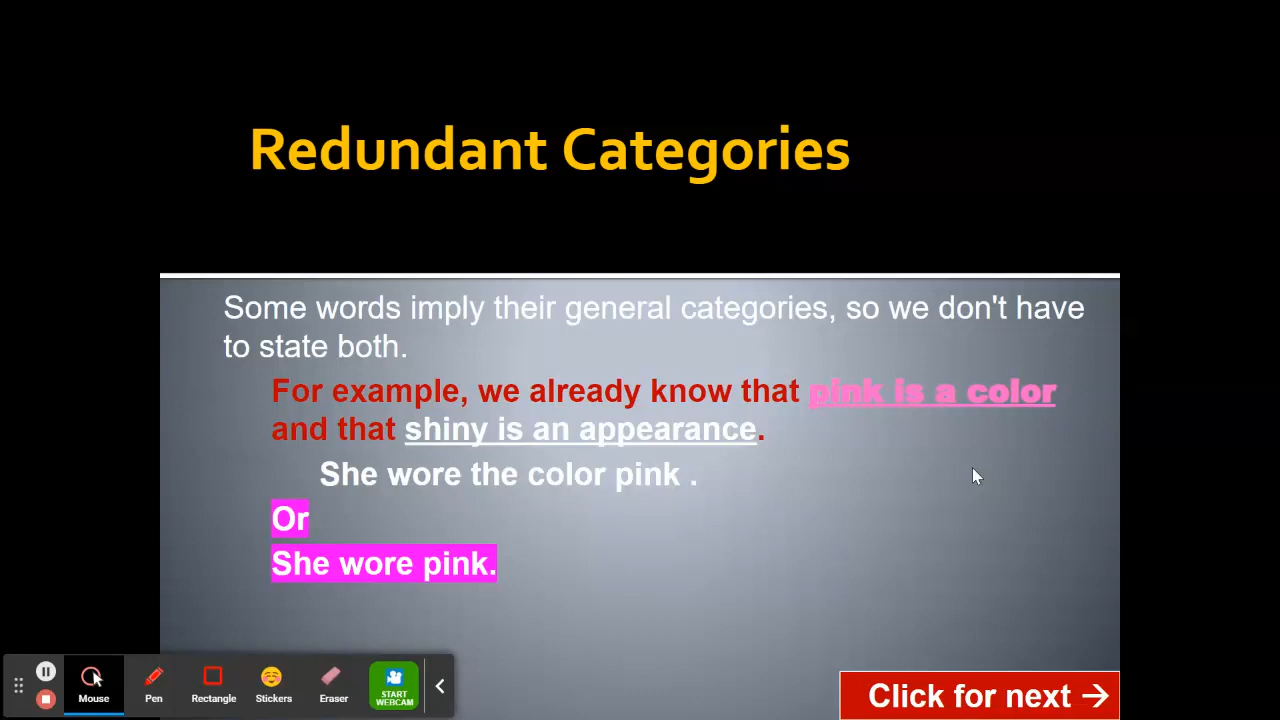 Redundant Categories
Some words imply their general categories, so we don't have
to state both.
For example, we already know that pink is a color
and that shiny is an appearance.
She wore the color pink .
Or
She wore pink.
Mouse
Pen
Rectangle
Stickers
Eraser
START
WEBCAM
Click for next →